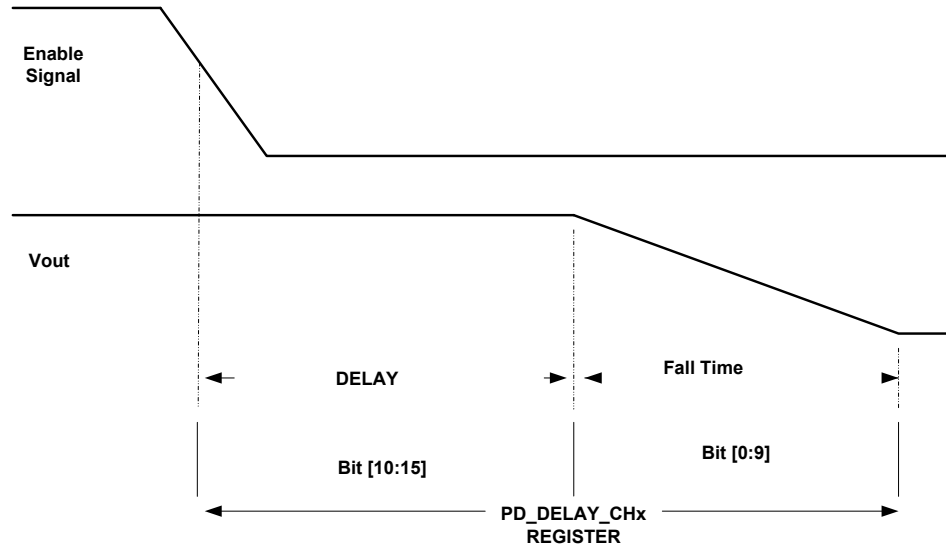 Enable
Signal
Vout
DELAY
Fall Time
Bit [10:15]
Bit [0:9]
PD_DELAY_CHx
REGISTER